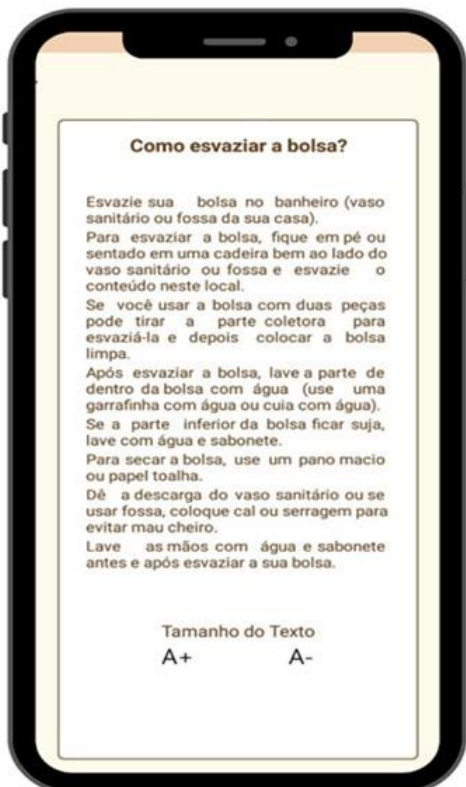 Como esvaziar a bolsa?
Esvazie sua bolsa no banheiro (vaso
sanitário ou fossa da sua casa).
Para esvaziar a bolsa, fique em pé ou
sentado em uma cadeira bem ao lado do
vaso sanitário ou fossa e esvazie o
conteúdo neste local.
Se você usar a bolsa com duas peças
pode tirar a parte coletora para
esvaziá-la e depois colocar a bolsa
limpa.
Após esvaziar a bolsa, lave a parte de
dentro da bolsa com água (use uma
garrafinha com água ou cuia com água).
Se a parte inferior da bolsa ficar suja,
lave com água e sabonete.
Para secar a bolsa, use um pano macio
ou papel toalha.
Dê a descarga do vaso sanitário ou se
usar fossa, coloque cal ou serragem para
evitar mau cheiro.
Lave as mãos com água e sabonete
antes e após esvaziar a sua bolsa.
Tamanho do Texto
A+ A-